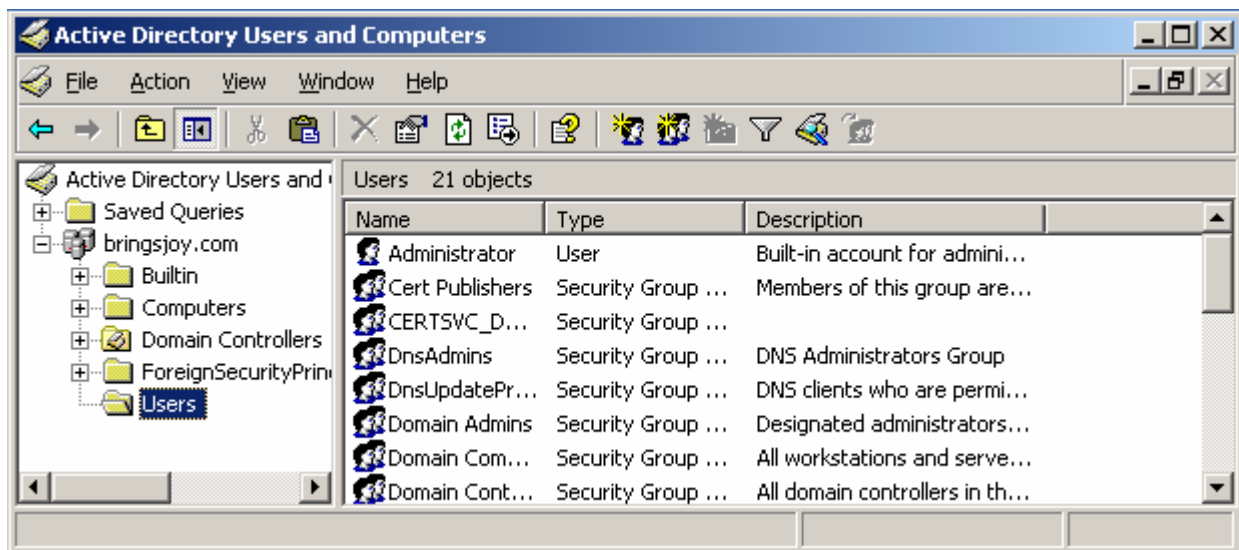 Active Directory Users and Computers
File Action View Window Help
Active Directory Users and
Saved Queries
bringsjoy.com
Builtin
Computers
Domain Controllers
ForeignSecurityPrin
Users
Users 21 objects
Name Type Description
Administrator User Built-in account for admini...
Cert Publishers Security Group ... Members of this group are...
CERTSVC_D... Security Group ...
DnsAdmins Security Group ... DNS Administrators Group
DnsUpdatePr... Security Group ... DNS clients who are permi...
Domain Admins Security Group ... Designated administrators...
Domain Com... Security Group ... All workstations and serve...
Domain Cont... Security Group ... All domain controllers in th...